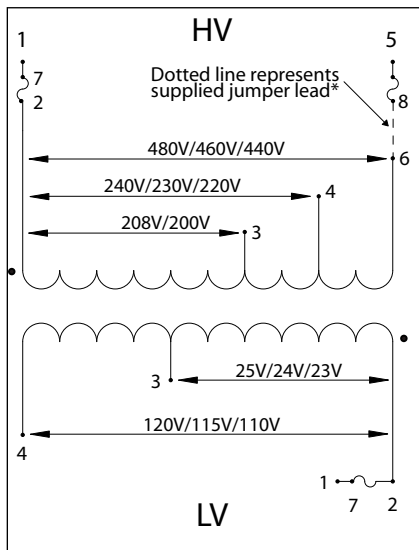 HV
1
5
7
2
Dotted line represents
supplied jumper lead*
8
480V/460V/440V
6
240V/230V/220V
4
208V/200V
3
3
25V/24V/23V
120V/115V/110V
4
1
7
2
LV